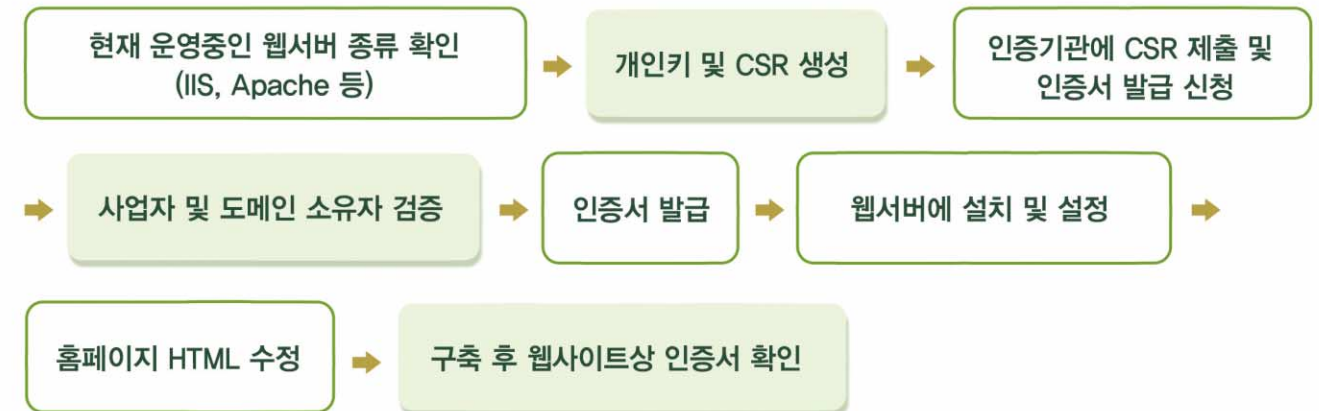 현재 운영중인 웹서버 종류 확인
(IIS, Apache 등)
개인키 및 CSR 생성
인증기관에 CSR 제출 및
인증서 발급 신청
사업자 및 도메인 소유자 검증
인증서 발급
웹서버에 설치 및 설정
홈페이지 HTML 수정
구축 후 웹사이트상 인증서 확인